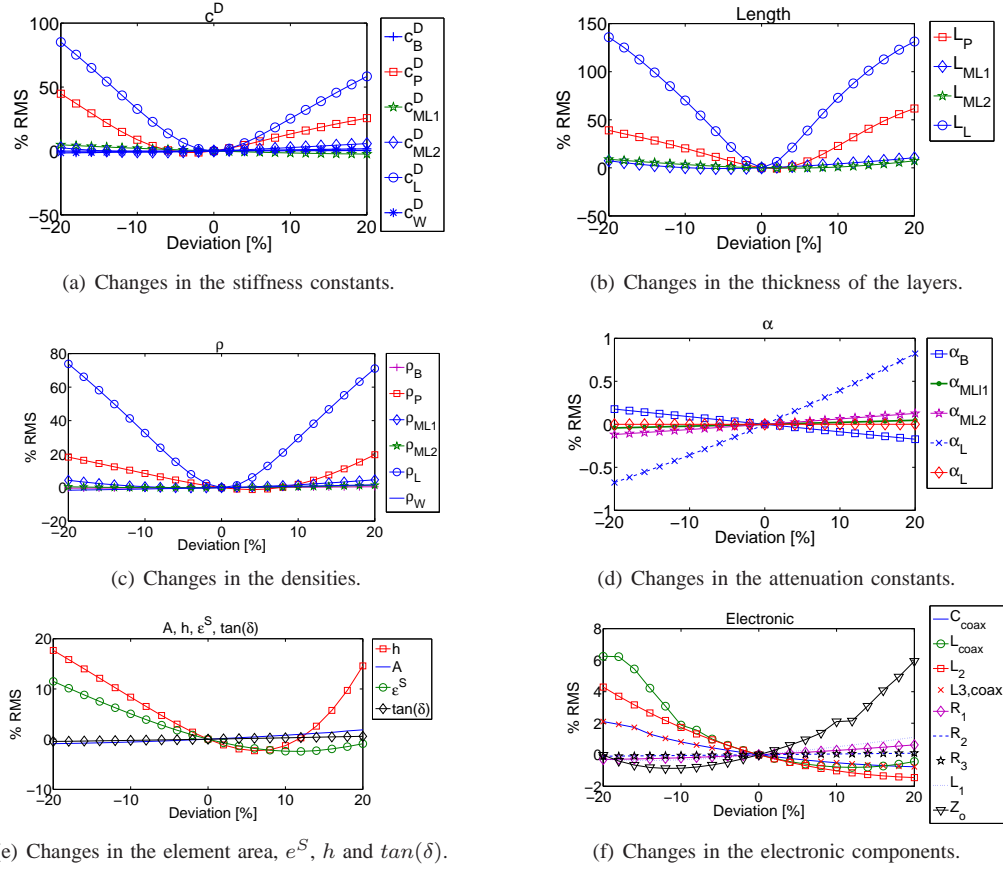 c^D
100
50
0
−50
% RMS
−20 −10 0 10 20
Deviation [%]
c_B^D
c_P^D
c_ML1^D
c_ML2^D
c_L^D
c_W^D
(a) Changes in the stiffness constants.
Length
150
100
50
0
−50
% RMS
−20 −10 0 10 20
Deviation [%]
L_P
L_ML1
L_ML2
L_L
(b) Changes in the thickness of the layers.
ρ
80
60
40
20
0
−20
% RMS
−20 −10 0 10 20
Deviation [%]
ρ_B
ρ_P
ρ_ML1
ρ_ML2
ρ_L
ρ_W
(c) Changes in the densities.
α
1
0.5
0
−0.5
−1
% RMS
−20 −10 0 10 20
Deviation [%]
α_B
α_MLl1
α_ML2
α_L
α_L
(d) Changes in the attenuation constants.
A, h, ε^S, tan(δ)
20
10
0
−10
% RMS
−20 −10 0 10 20
Deviation [%]
h
A
ε^S
tan(δ)
e) Changes in the element area, e^S, h and tan(δ).
Electronic
8
6
4
2
0
−2
% RMS
−20 −10 0 10 20
Deviation [%]
C_coax
L_coax
L_2
L3,coax
R_1
R_2
R_3
L_1
Z_o
(f) Changes in the electronic components.